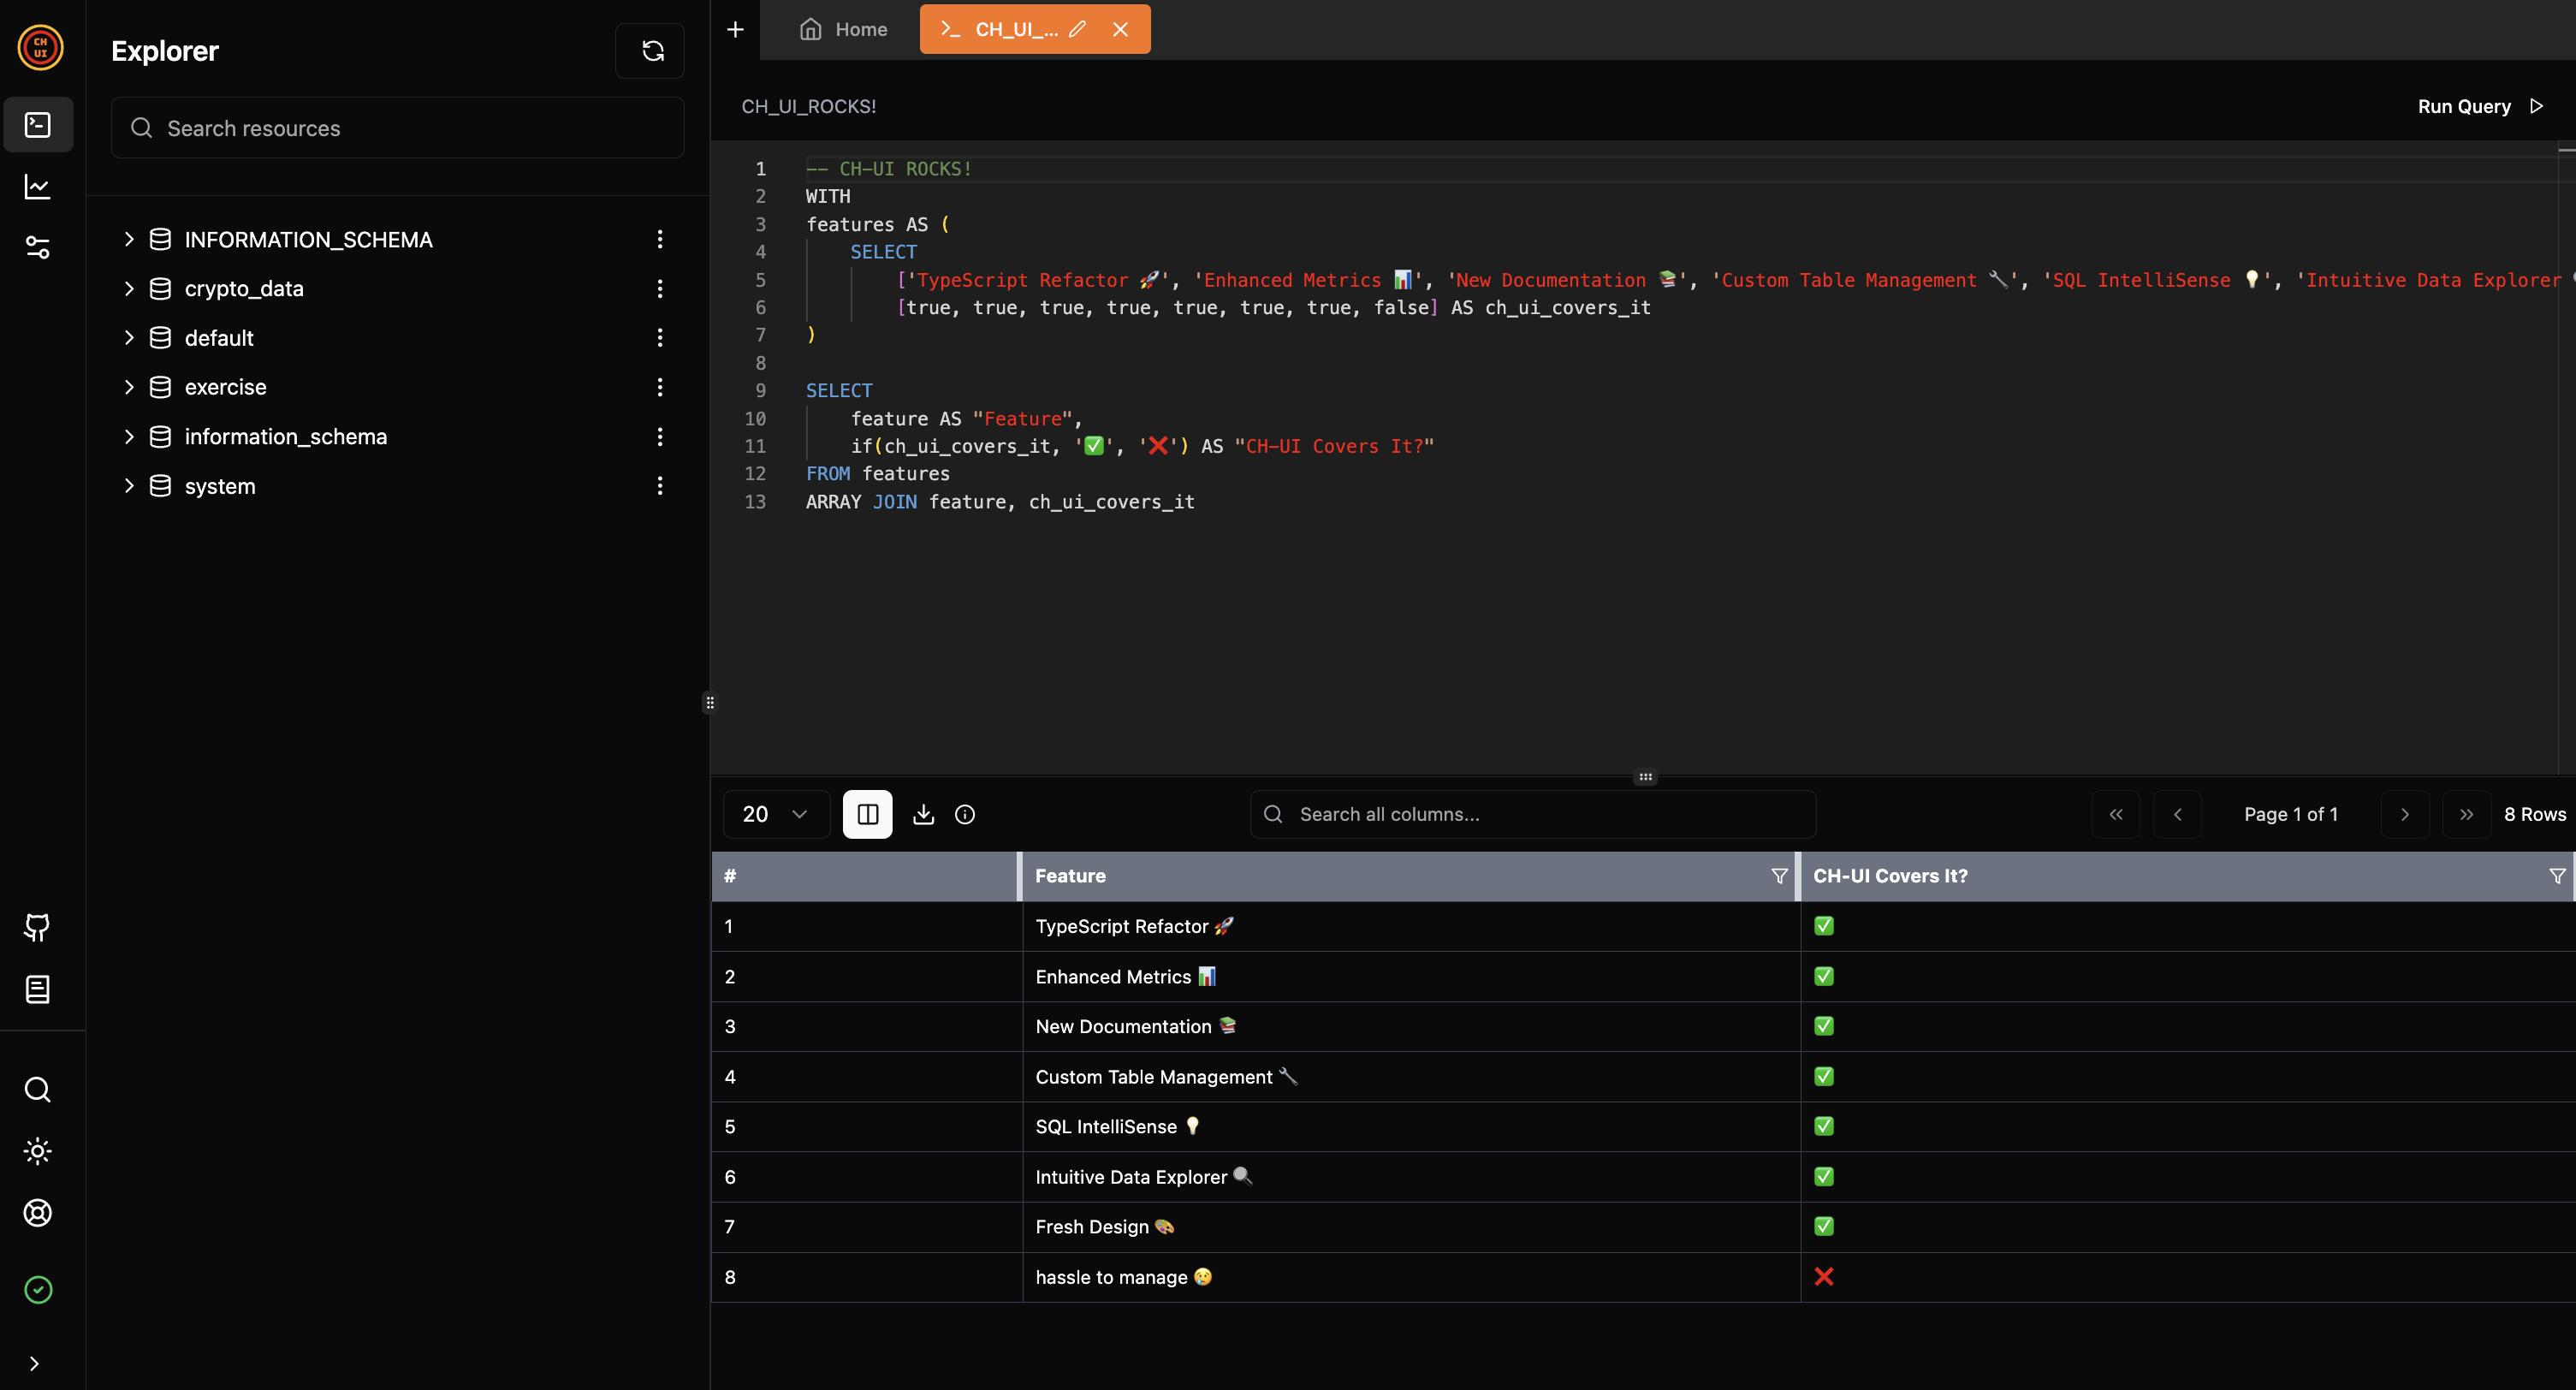 CH
UI
Explorer
Search resources
INFORMATION_SCHEMA
crypto_data
default
exercise
information_schema
system
Home
CH_UI_...
CH_UI_ROCKS!
Run Query
1 -- CH-UI ROCKS!
2 WITH
3 features AS (
4 SELECT
5 ['TypeScript Refactor 🚀', 'Enhanced Metrics 📊', 'New Documentation 📚', 'Custom Table Management 🔧', 'SQL IntelliSense 💡', 'Intuitive Data Explorer
6 [true, true, true, true, true, true, true, false] AS ch_ui_covers_it
7 )
8
9 SELECT
10 feature AS "Feature",
11 if(ch_ui_covers_it, '✅', '❌') AS "CH-UI Covers It?"
12 FROM features
13 ARRAY JOIN feature, ch_ui_covers_it
20
Search all columns...
Page 1 of 1
8 Rows
# Feature CH-UI Covers It?
1 TypeScript Refactor 🚀 ✅
2 Enhanced Metrics 📊 ✅
3 New Documentation 📚 ✅
4 Custom Table Management 🔧 ✅
5 SQL IntelliSense 💡 ✅
6 Intuitive Data Explorer 🔍 ✅
7 Fresh Design 🎨 ✅
8 hassle to manage 😢 ❌